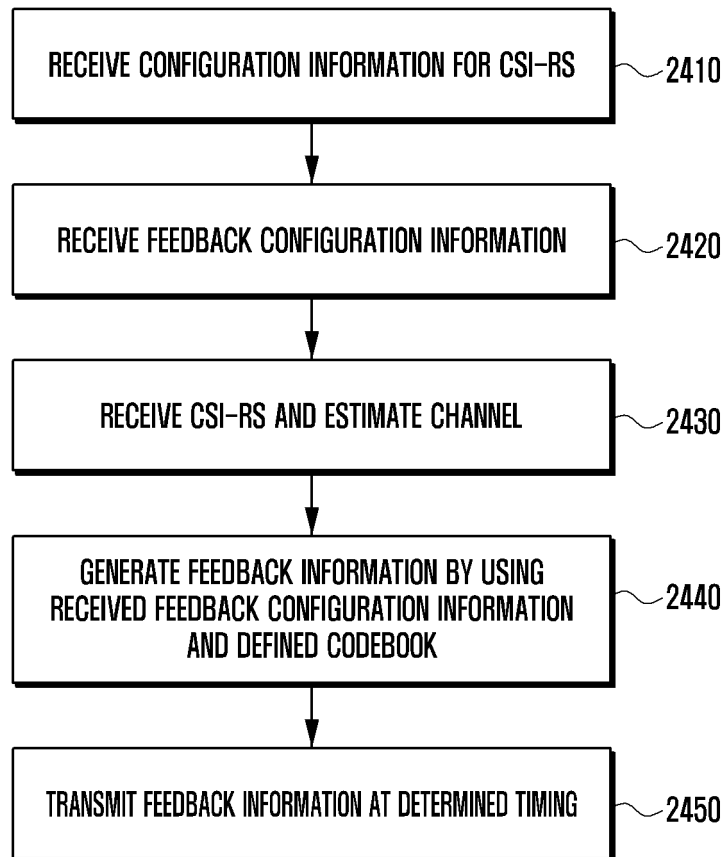 RECEIVE CONFIGURATION INFORMATION FOR CSI-RS
2410
RECEIVE FEEDBACK CONFIGURATION INFORMATION
2420
RECEIVE CSI-RS AND ESTIMATE CHANNEL
2430
GENERATE FEEDBACK INFORMATION BY USING
RECEIVED FEEDBACK CONFIGURATION INFORMATION
AND DEFINED CODEBOOK
2440
TRANSMIT FEEDBACK INFORMATION AT DETERMINED TIMING
2450